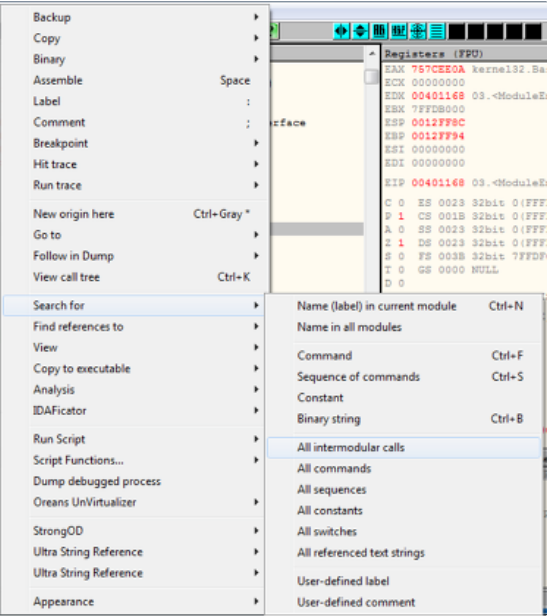 Backup
Copy
Binary
Assemble Space
Label :
Comment ;
Breakpoint
Hit trace
Run trace
New origin here Ctrl+Gray *
Go to
Follow in Dump
View call tree Ctrl+K
Search for
Find references to
View
Copy to executable
Analysis
IDAFicator
Run Script
Script Functions...
Dump debugged process
Oreans UnVirtualizer
StrongOD
Ultra String Reference
Ultra String Reference
Appearance
Name (label) in current module Ctrl+N
Name in all modules
Command Ctrl+F
Sequence of commands Ctrl+S
Constant
Binary string Ctrl+B
All intermodular calls
All commands
All sequences
All constants
All switches
All referenced text strings
User-defined label
User-defined comment
rface
Registers (FPU)
EAX 757CEE0A kernel32.Ba
ECX 00000000
EDX 00401168 03.<ModuleE
EBX 7FFDB000
ESP 0012FF8C
EBP 0012FF94
ESI 00000000
EDI 00000000
EIP 00401168 03.<ModuleE
C 0 ES 0023 32bit 0(FFF
P 1 CS 001B 32bit 0(FFF
A 0 SS 0023 32bit 0(FFF
Z 1 DS 0023 32bit 0(FFF
S 0 FS 003B 32bit 7FFDF
T 0 GS 0000 NULL
D 0